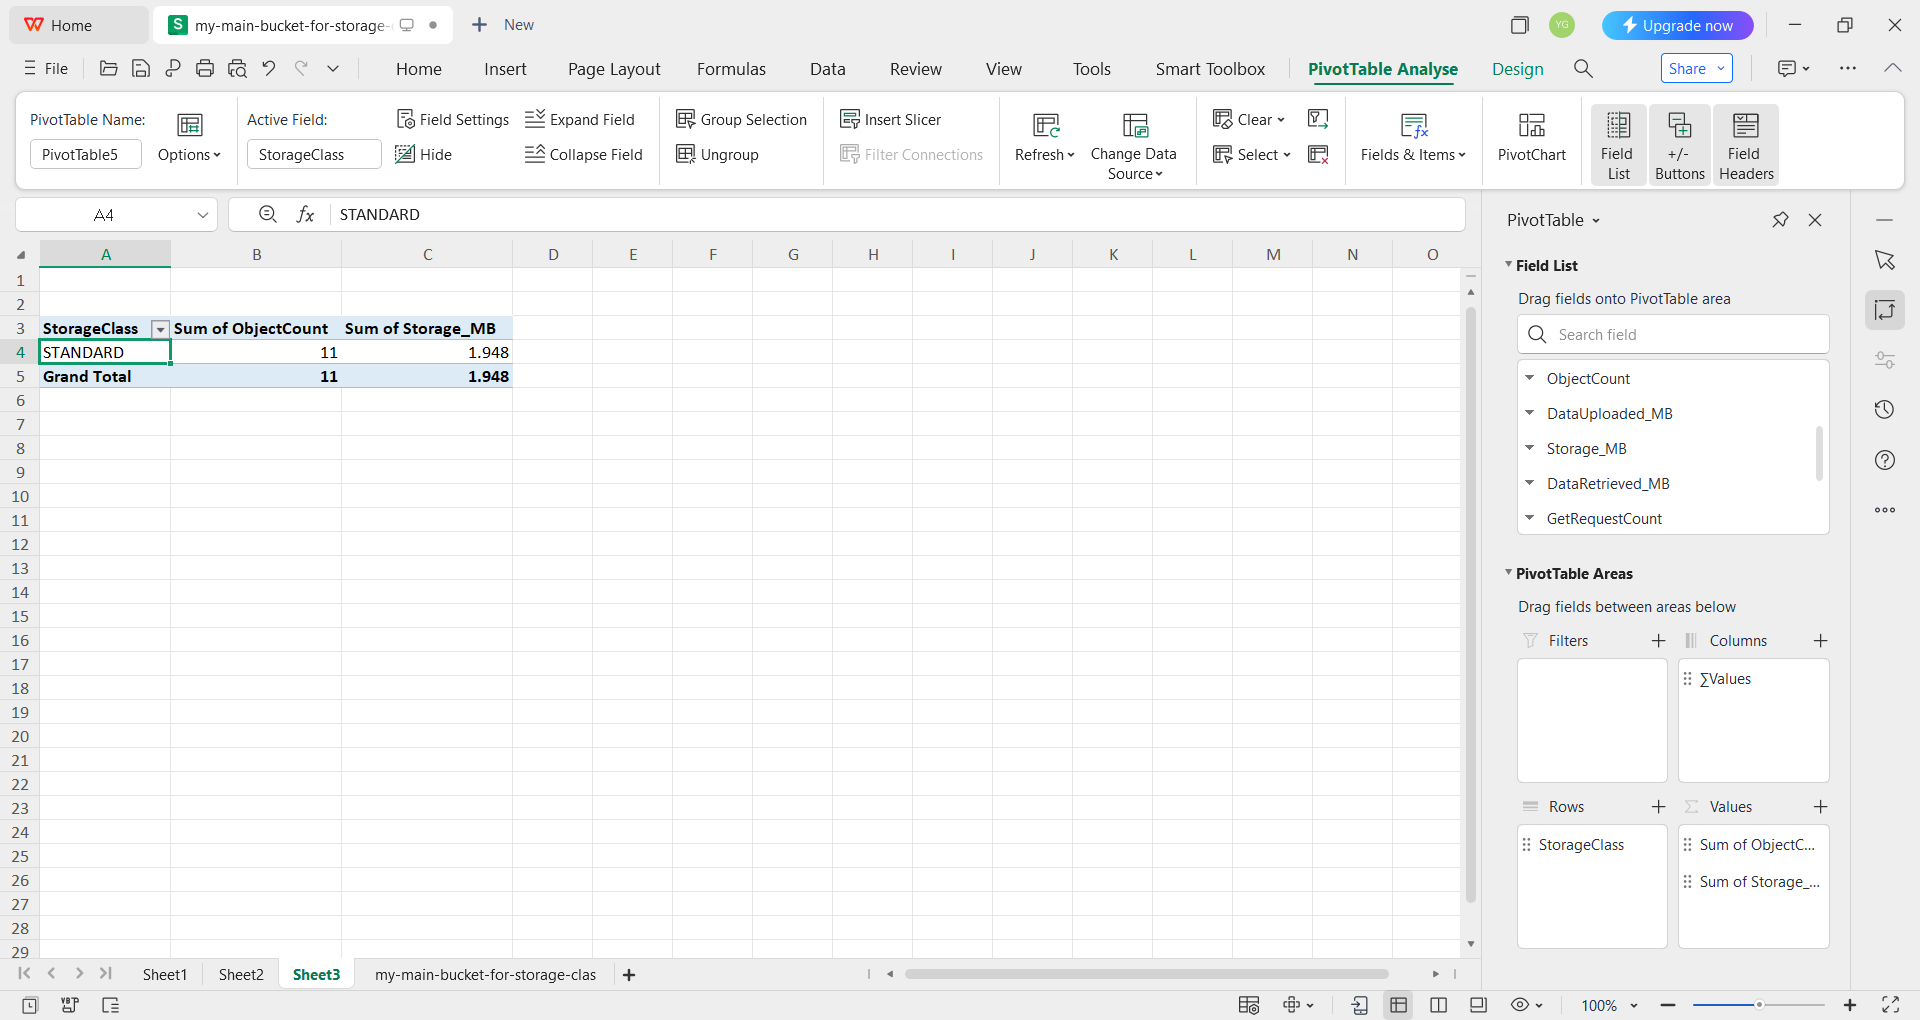 Home
my-main-bucket-for-storage-
New
YG
Upgrade now
File
Home Insert Page Layout Formulas Data Review View Tools Smart Toolbox PivotTable Analyse Design
Share
PivotTable Name:
PivotTable5
Options
Active Field:
StorageClass
Field Settings
Hide
Expand Field
Collapse Field
Group Selection
Ungroup
Insert Slicer
Filter Connections
Refresh
Change Data
Source
Clear
Select
Fields & Items
PivotChart
Field
List
+/-
Buttons
Field
Headers
A4
fx
STANDARD
A B C D E F G H I J K L M N O
1
2
3 StorageClass Sum of ObjectCount Sum of Storage_MB
4 STANDARD 11 1.948
5 Grand Total 11 1.948
6
7
8
9
10
11
12
13
14
15
16
17
18
19
20
21
22
23
24
25
26
27
28
29
PivotTable
Field List
Drag fields onto PivotTable area
Search field
ObjectCount
DataUploaded_MB
Storage_MB
DataRetrieved_MB
GetRequestCount
PivotTable Areas
Drag fields between areas below
Filters
Columns
∑Values
Rows
Values
StorageClass
Sum of ObjectC...
Sum of Storage_...
Sheet1 Sheet2 Sheet3 my-main-bucket-for-storage-clas
100%